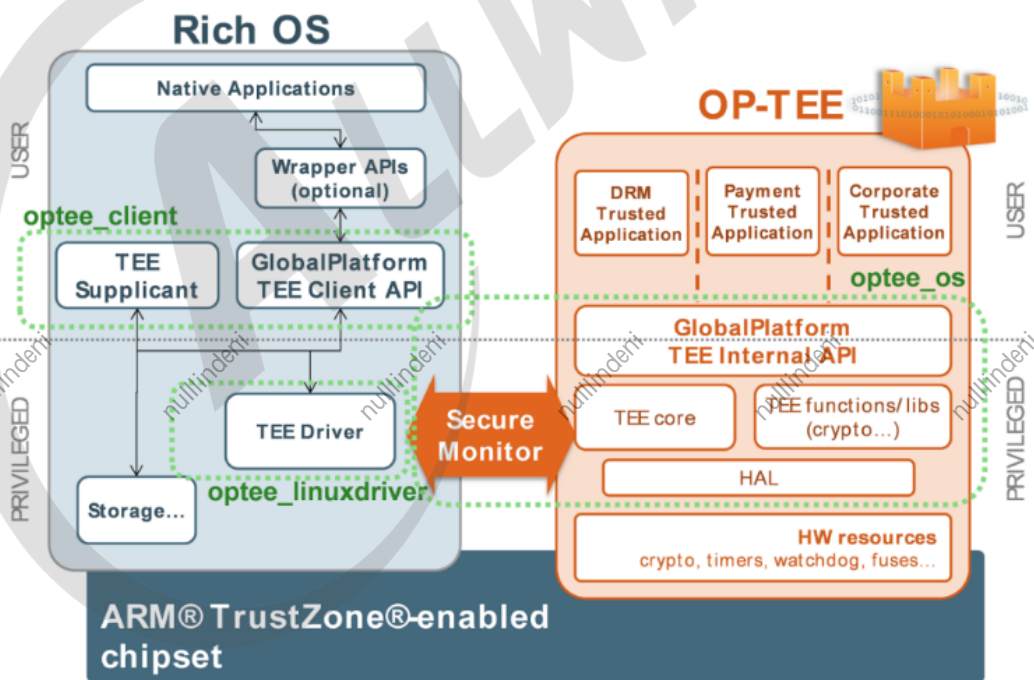 Rich OS
Native Applications
Wrapper APIs
(optional)
USER
optee_client
TEE
Supplicant
GlobalPlatform
TEE Client API
TEE Driver
optee_linuxdriver
Storage...
PRIVILEGED
Secure
Monitor
OP-TEE
DRM
Trusted
Application
Payment
Trusted
Application
Corporate
Trusted
Application
USER
optee_os
GlobalPlatform
TEE Internal API
TEE core
TEE functions/libs
(crypto...)
HAL
PRIVILEGED
HW resources
crypto, timers, watchdog, fuses...
ARM® TrustZone®-enabled
chipset